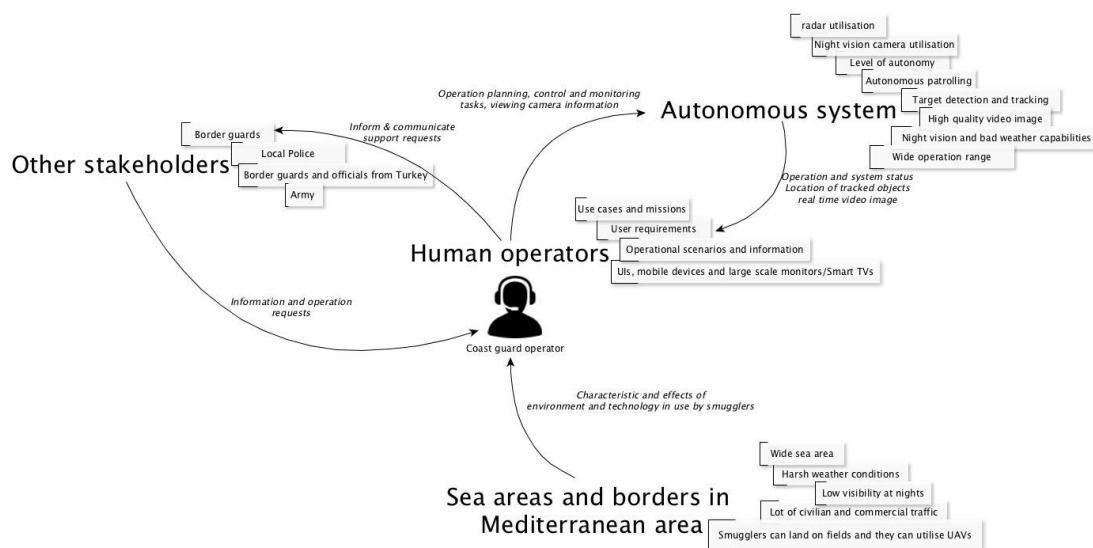 radar utilisation
Night vision camera utilisation
Level of autonomy
Autonomous patrolling
Operation planning, control and monitoring
tasks, viewing camera information
Autonomous system
Target detection and tracking
High quality video image
Night vision and bad weather capabilities
Wide operation range
Inform & communicate
support requests
Other stakeholders
Border guards
Local Police
Border guards and officials from Turkey
Army
Operation and system status
Location of tracked objects
real time video image
Human operators
Use cases and missions
User requirements
Operational scenarios and information
UIs, mobile devices and large scale monitors/Smart TVs
Information and operation
requests
Coast guard operator
Characteristic and effects of
environment and technology in use by smugglers
Sea areas and borders in
Mediterranean area
Wide sea area
Harsh weather conditions
Low visibility at nights
Lot of civilian and commercial traffic
Smugglers can land on fields and they can utilise UAVs